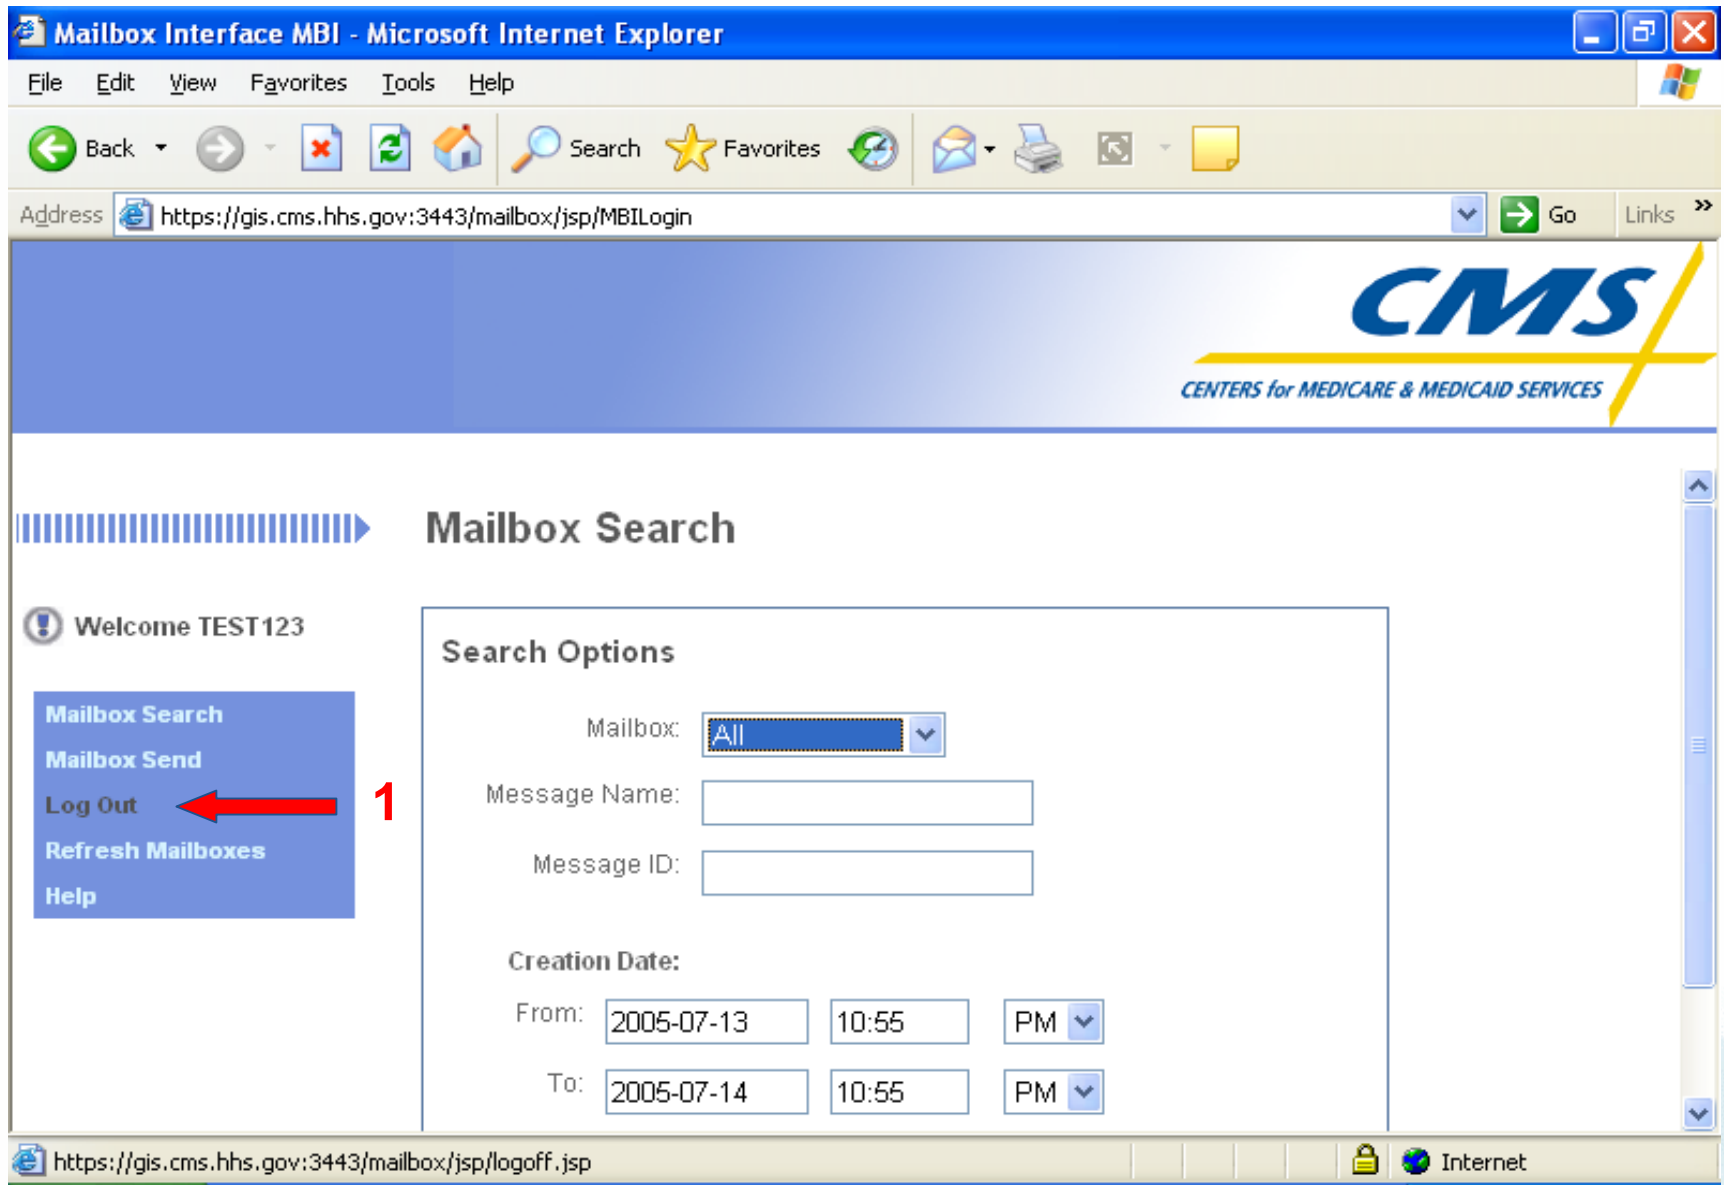 Mailbox Interface MBI - Microsoft Internet Explorer
File Edit View Favorites Tools Help
Back Search Favorites
Address https://gis.cms.hhs.gov:3443/mailbox/jsp/MBILogin Go Links »
CMS
CENTERS for MEDICARE & MEDICAID SERVICES
Mailbox Search
Welcome TEST123
Mailbox Search
Mailbox Send
Log Out 1
Refresh Mailboxes
Help
Search Options
Mailbox: All
Message Name:
Message ID:
Creation Date:
From: 2005-07-13 10:55 PM
To: 2005-07-14 10:55 PM
https://gis.cms.hhs.gov:3443/mailbox/jsp/logoff.jsp Internet